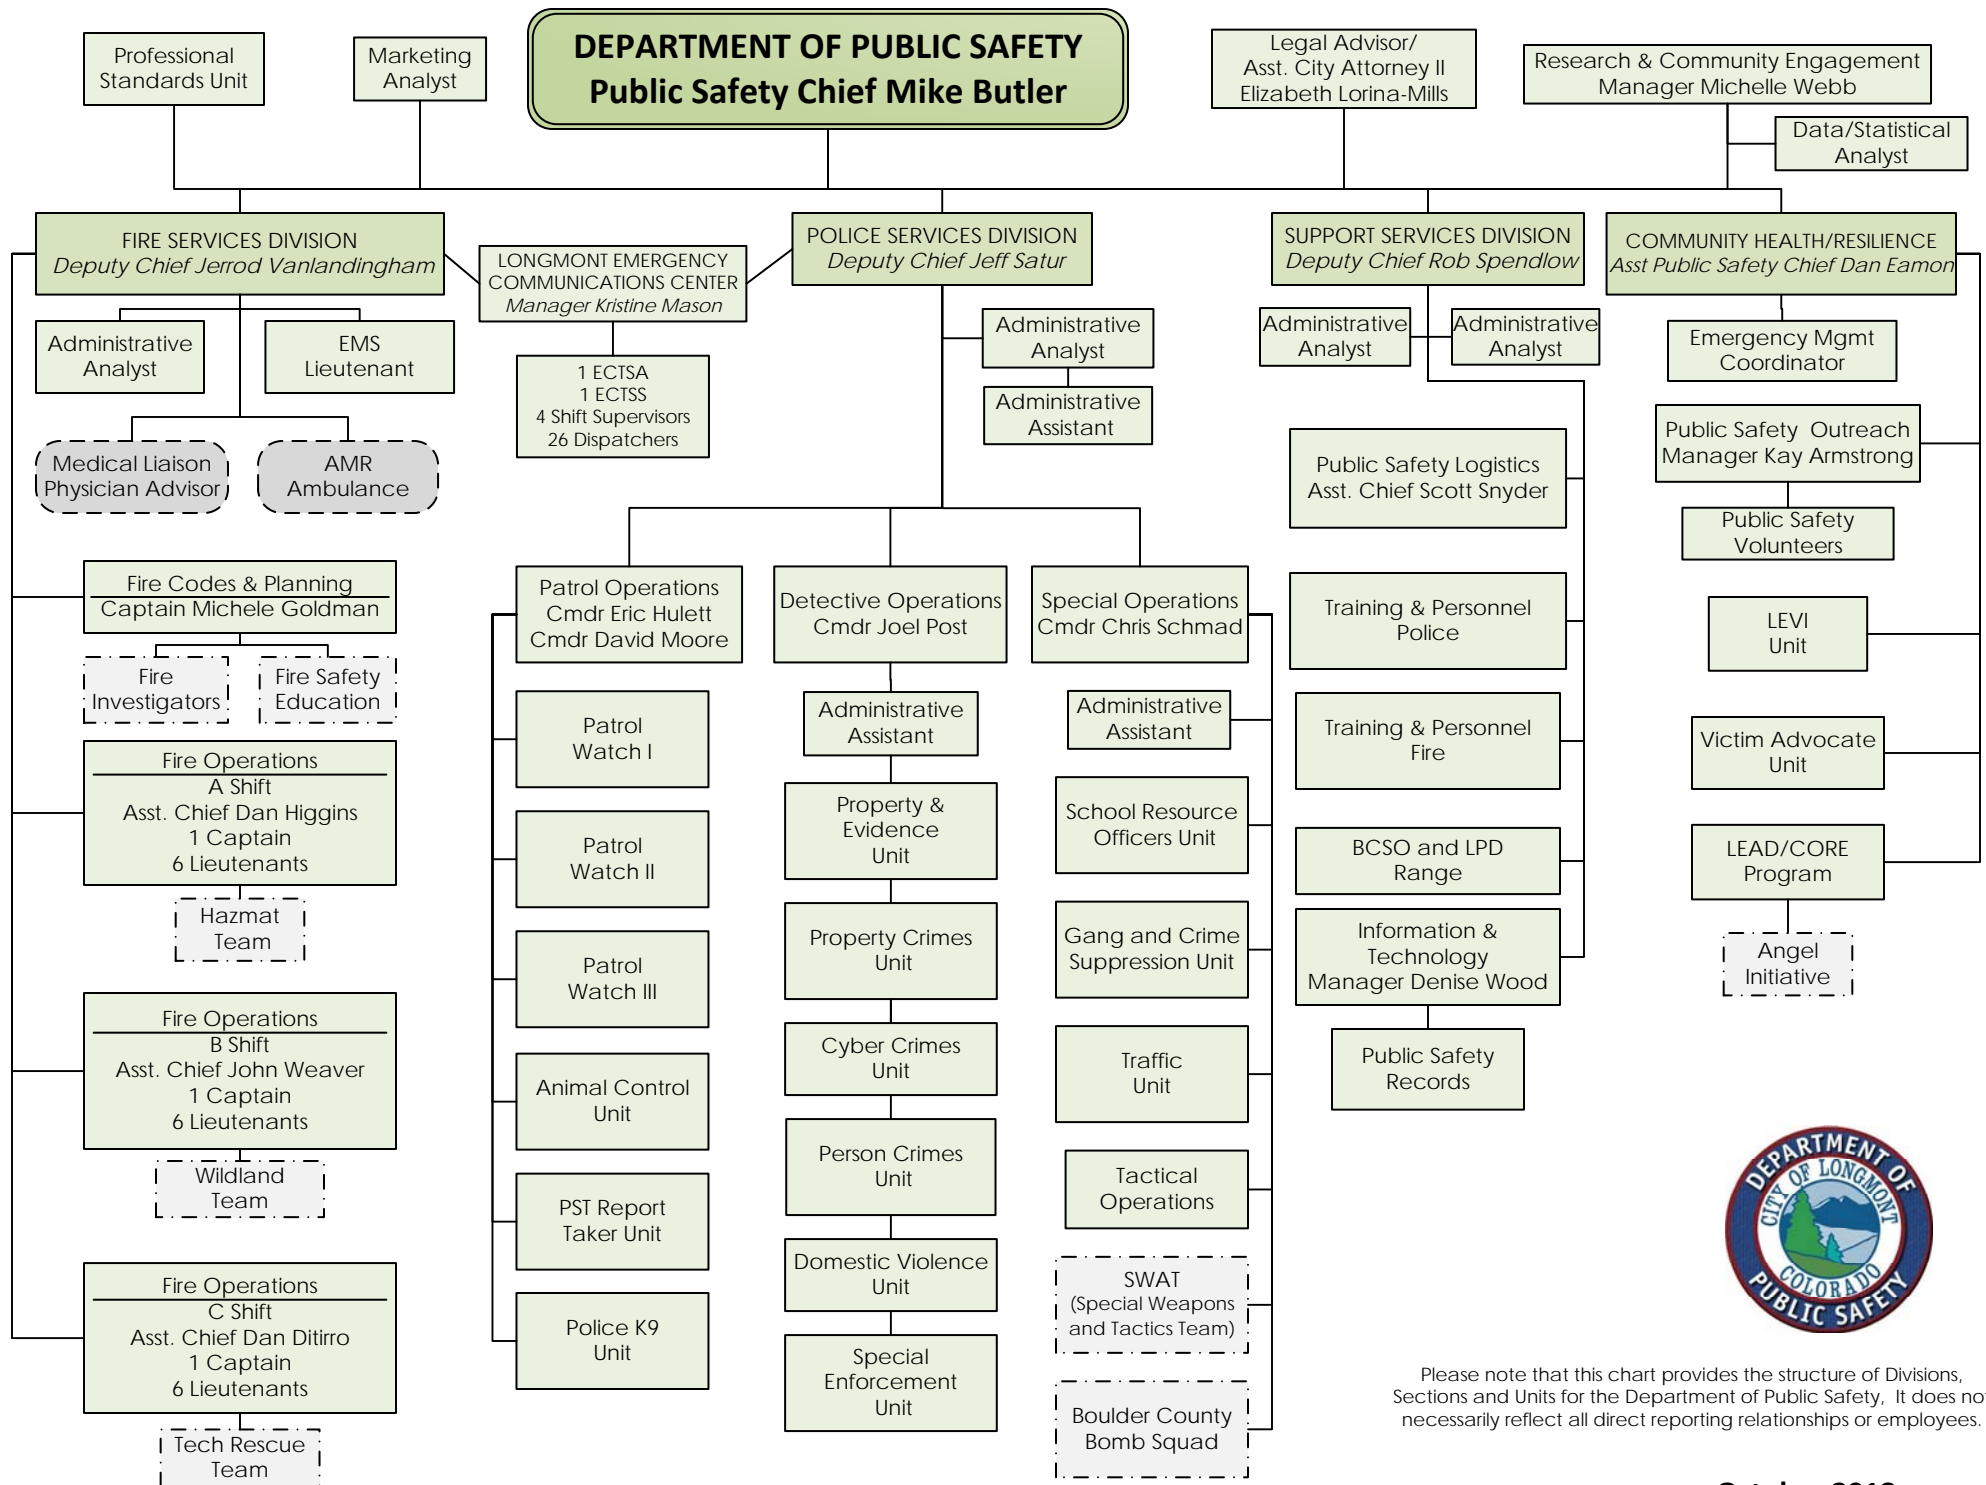 Professional
Standards Unit
Marketing
Analyst
DEPARTMENT OF PUBLIC SAFETY
Public Safety Chief Mike Butler
Legal Advisor/
Asst. City Attorney II
Elizabeth Lorina-Mills
Research & Community Engagement
Manager Michelle Webb
Data/Statistical
Analyst
FIRE SERVICES DIVISION
Deputy Chief Jerrod Vanlandingham
LONGMONT EMERGENCY
COMMUNICATIONS CENTER
Manager Kristine Mason
POLICE SERVICES DIVISION
Deputy Chief Jeff Satur
SUPPORT SERVICES DIVISION
Deputy Chief Rob Spendlow
COMMUNITY HEALTH/RESILIENCE
Asst Public Safety Chief Dan Eamon
Administrative
Analyst
EMS
Lieutenant
Medical Liaison
Physician Advisor
AMR
Ambulance
1 ECTSA
1 ECTSS
4 Shift Supervisors
26 Dispatchers
Administrative
Analyst
Administrative
Assistant
Administrative
Analyst
Administrative
Analyst
Emergency Mgmt
Coordinator
Public Safety Outreach
Manager Kay Armstrong
Public Safety
Volunteers
Fire Codes & Planning
Captain Michele Goldman
Fire
Investigators
Fire Safety
Education
Fire Operations
A Shift
Asst. Chief Dan Higgins
1 Captain
6 Lieutenants
Hazmat
Team
Fire Operations
B Shift
Asst. Chief John Weaver
1 Captain
6 Lieutenants
Wildland
Team
Fire Operations
C Shift
Asst. Chief Dan Ditirro
1 Captain
6 Lieutenants
Tech Rescue
Team
Patrol Operations
Cmdr Eric Hulett
Cmdr David Moore
Patrol
Watch I
Patrol
Watch II
Patrol
Watch III
Animal Control
Unit
PST Report
Taker Unit
Police K9
Unit
Detective Operations
Cmdr Joel Post
Administrative
Assistant
Property &
Evidence
Unit
Property Crimes
Unit
Cyber Crimes
Unit
Person Crimes
Unit
Domestic Violence
Unit
Special
Enforcement
Unit
Special Operations
Cmdr Chris Schmad
Administrative
Assistant
School Resource
Officers Unit
Gang and Crime
Suppression Unit
Traffic
Unit
Tactical
Operations
SWAT
(Special Weapons
and Tactics Team)
Boulder County
Bomb Squad
Public Safety Logistics
Asst. Chief Scott Snyder
Training & Personnel
Police
Training & Personnel
Fire
BCSO and LPD
Range
Information &
Technology
Manager Denise Wood
Public Safety
Records
LEVI
Unit
Victim Advocate
Unit
LEAD/CORE
Program
Angel
Initiative
DEPARTMENT OF
CITY OF LONGMONT
COLORADO
PUBLIC SAFETY
Please note that this chart provides the structure of Divisions,
Sections and Units for the Department of Public Safety, It does no
necessarily reflect all direct reporting relationships or employees.